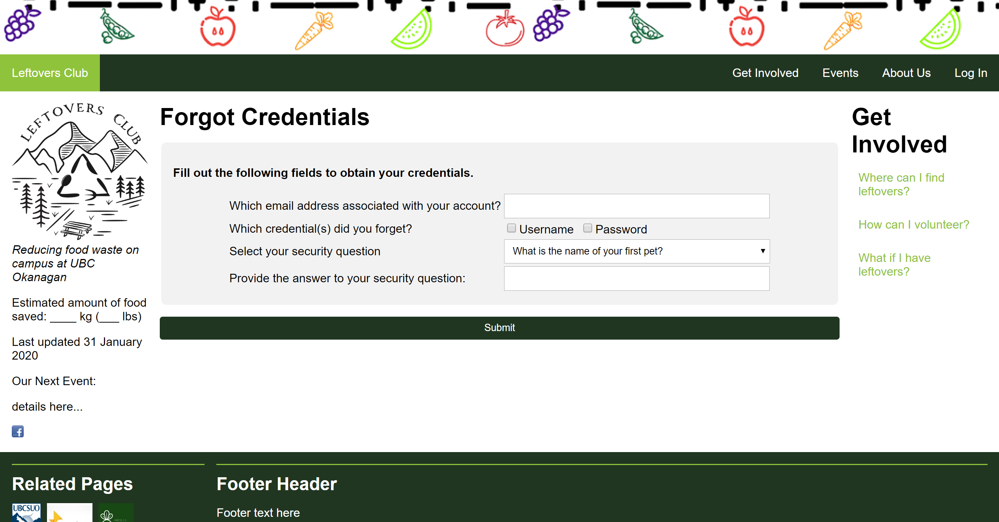 Leftovers Club
Get Involved
Events
About Us
Log In
LEFTOVERS CLUB
Reducing food waste on
campus at UBC
Okanagan
Estimated amount of food
saved: ____ kg (___ lbs)
Last updated 31 January
2020
Our Next Event:
details here...
f
Forgot Credentials
Fill out the following fields to obtain your credentials.
Which email address associated with your account?
Which credential(s) did you forget?
Username
Password
Select your security question
What is the name of your first pet?
Provide the answer to your security question:
Submit
Get
Involved
Where can I find
leftovers?
How can I volunteer?
What if I have
leftovers?
Related Pages
UBCSUO
Footer Header
Footer text here